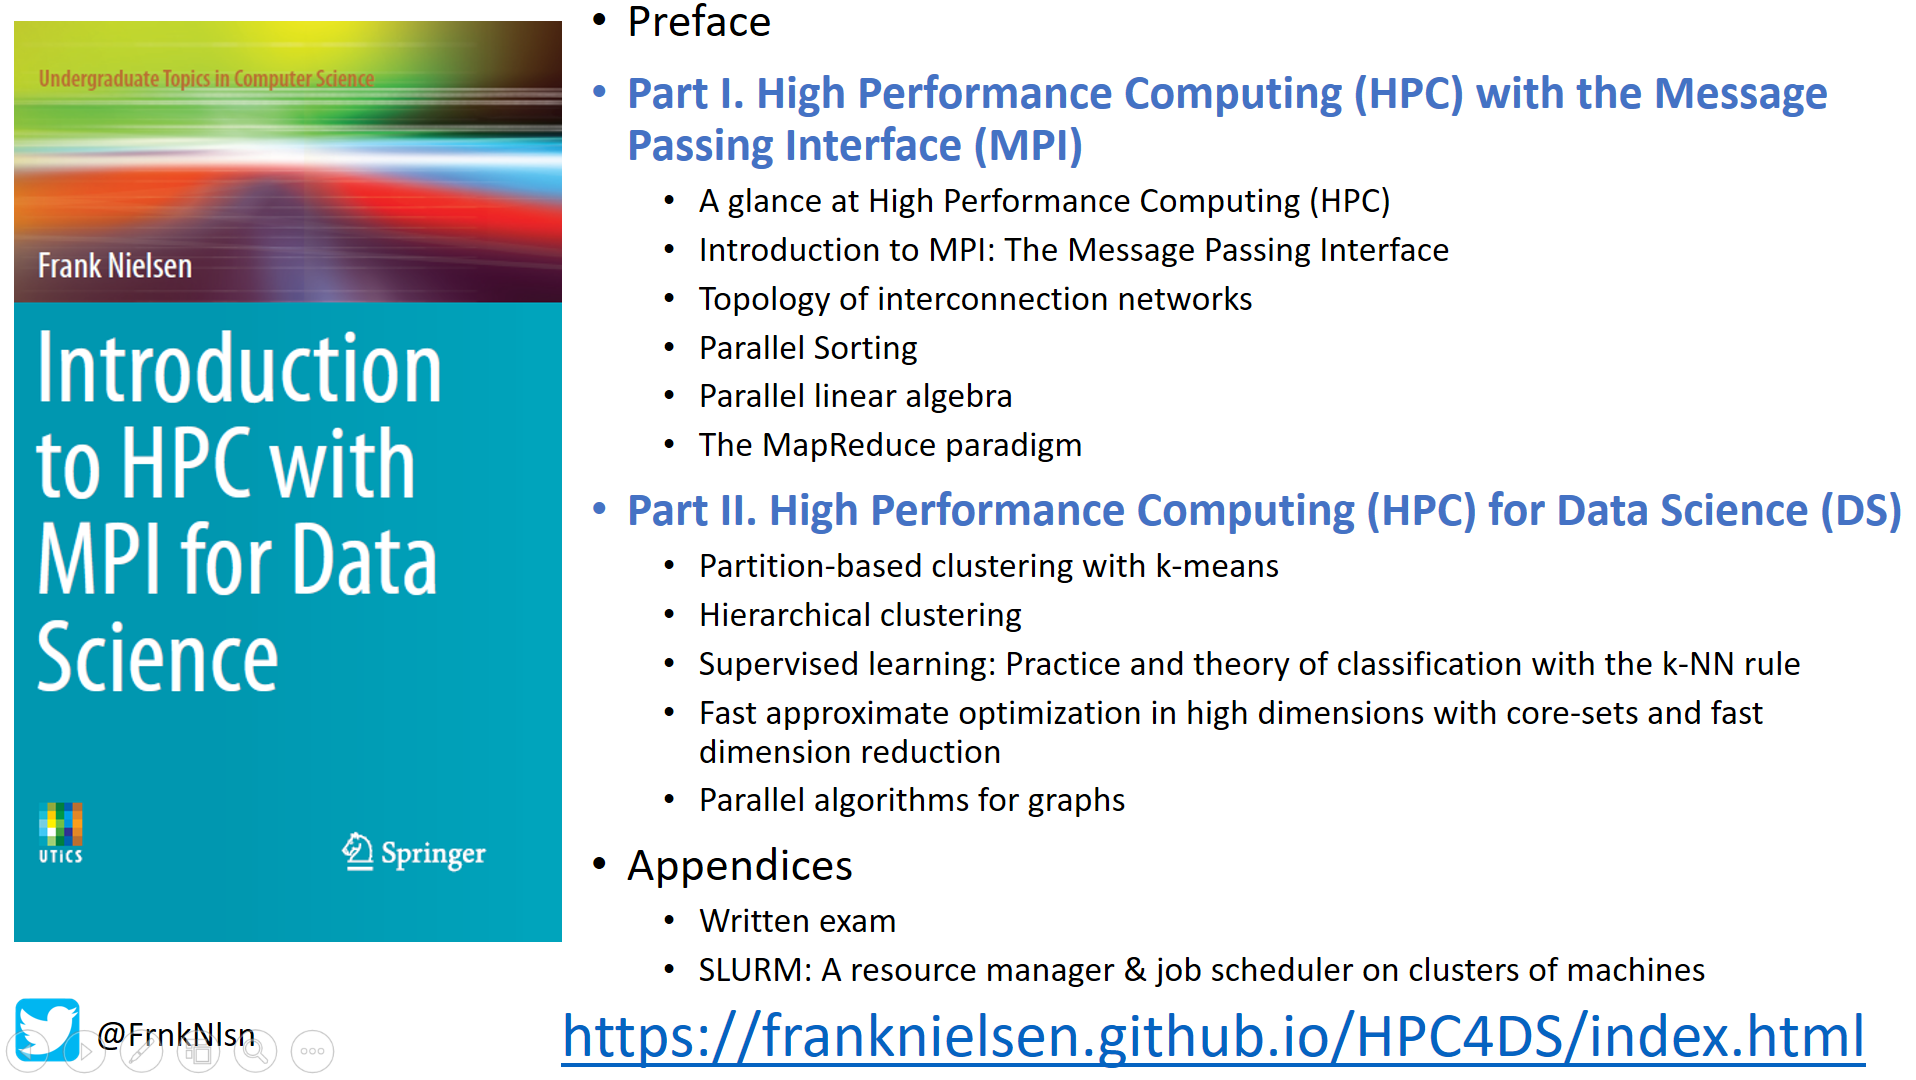 Undergraduate Topics in Computer Science
Frank Nielsen
Introduction
to HPC with
MPI for Data
Science
UTiCS
Springer
@FrnkNlsn
• Preface
• Part I. High Performance Computing (HPC) with the Message
Passing Interface (MPI)
• A glance at High Performance Computing (HPC)
• Introduction to MPI: The Message Passing Interface
• Topology of interconnection networks
• Parallel Sorting
• Parallel linear algebra
• The MapReduce paradigm
• Part II. High Performance Computing (HPC) for Data Science (DS)
• Partition-based clustering with k-means
• Hierarchical clustering
• Supervised learning: Practice and theory of classification with the k-NN rule
• Fast approximate optimization in high dimensions with core-sets and fast
dimension reduction
• Parallel algorithms for graphs
• Appendices
• Written exam
• SLURM: A resource manager & job scheduler on clusters of machines
https://franknielsen.github.io/HPC4DS/index.html